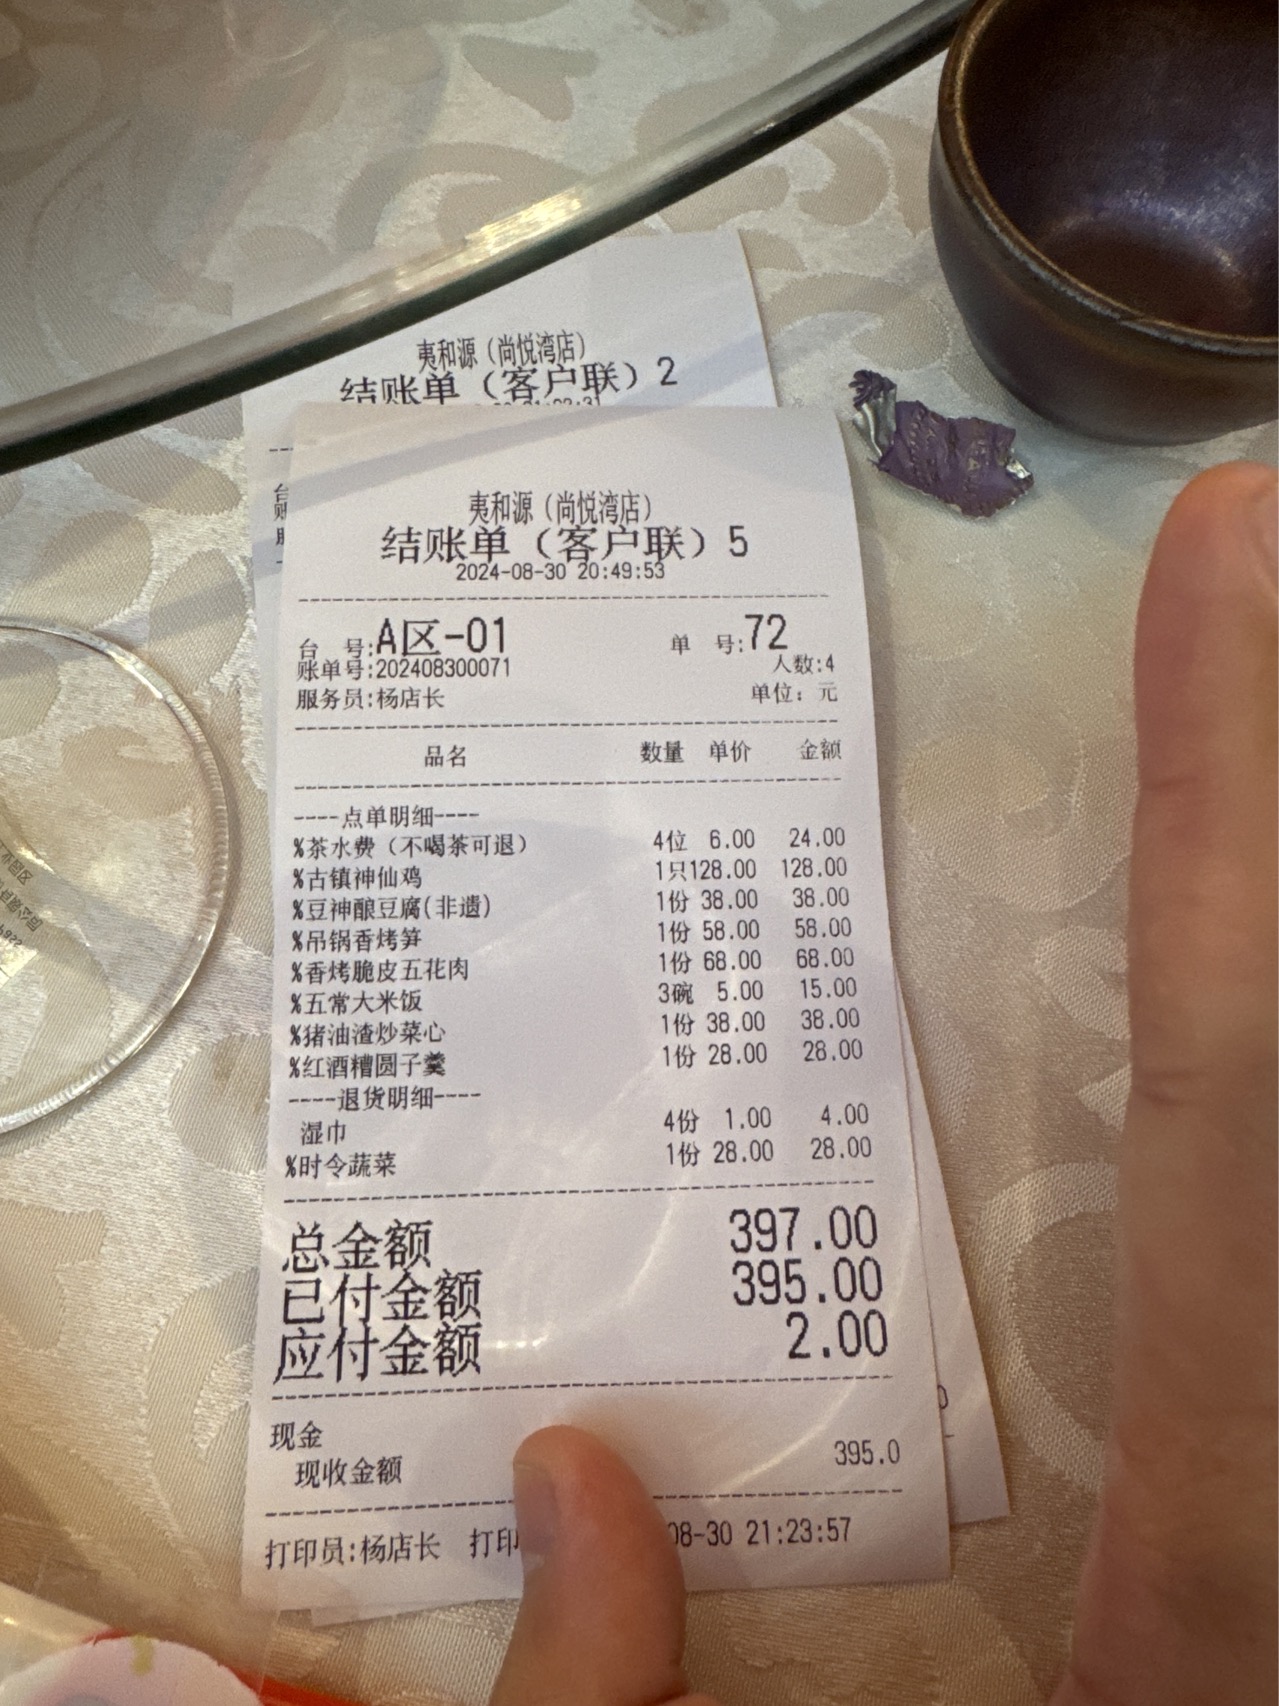 夷和源（尚悦湾店）
结账单（客户联）2
夷和源（尚悦湾店）
结账单（客户联）5
2024-08-30 20:49:53
台 号:A区-01 单 号:72
账单号:202408300071 人数:4
服务员:杨店长 单位：元
品名 数量 单价 金额
----点单明细----
%茶水费（不喝茶可退） 4位 6.00 24.00
%古镇神仙鸡 1只128.00 128.00
%豆神酿豆腐(非遗) 1份 38.00 38.00
%吊锅香烤笋 1份 58.00 58.00
%香烤脆皮五花肉 1份 68.00 68.00
%五常大米饭 3碗 5.00 15.00
%猪油渣炒菜心 1份 38.00 38.00
%红酒糟圆子羹 1份 28.00 28.00
----退货明细----
湿巾 4份 1.00 4.00
%时令蔬菜 1份 28.00 28.00
总金额 397.00
已付金额 395.00
应付金额 2.00
现金
现收金额 395.0
打印员:杨店长 打印 08-30 21:23:57